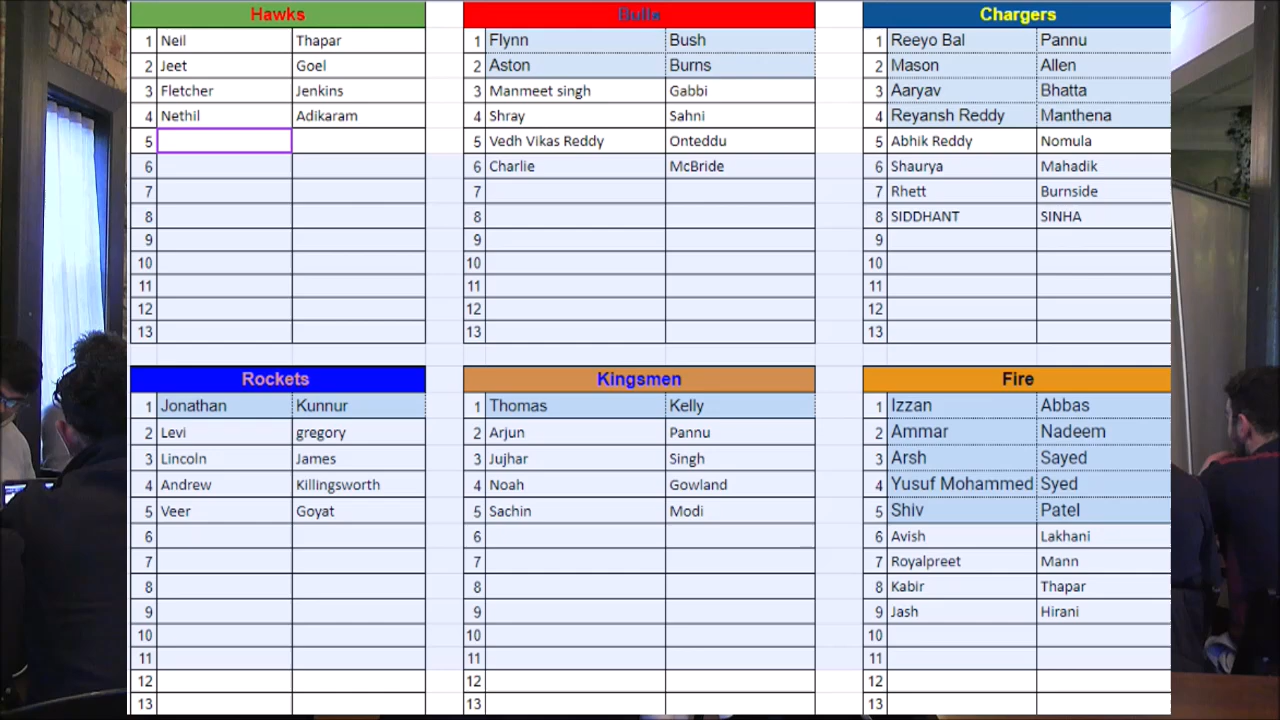 Hawks
1 Neil Thapar
2 Jeet Goel
3 Fletcher Jenkins
4 Nethil Adikaram
5
6
7
8
9
10
11
12
13
Bulls
1 Flynn Bush
2 Aston Burns
3 Manmeet singh Gabbi
4 Shray Sahni
5 Vedh Vikas Reddy Onteddu
6 Charlie McBride
7
8
9
10
11
12
13
Chargers
1 Reeyo Bal Pannu
2 Mason Allen
3 Aaryav Bhatta
4 Reyansh Reddy Manthena
5 Abhik Reddy Nomula
6 Shaurya Mahadik
7 Rhett Burnside
8 SIDDHANT SINHA
9
10
11
12
13
Rockets
1 Jonathan Kunnur
2 Levi gregory
3 Lincoln James
4 Andrew Killingsworth
5 Veer Goyat
6
7
8
9
10
11
12
13
Kingsmen
1 Thomas Kelly
2 Arjun Pannu
3 Jujhar Singh
4 Noah Gowland
5 Sachin Modi
6
7
8
9
10
11
12
13
Fire
1 Izzan Abbas
2 Ammar Nadeem
3 Arsh Sayed
4 Yusuf Mohammed Syed
5 Shiv Patel
6 Avish Lakhani
7 Royalpreet Mann
8 Kabir Thapar
9 Jash Hirani
10
11
12
13